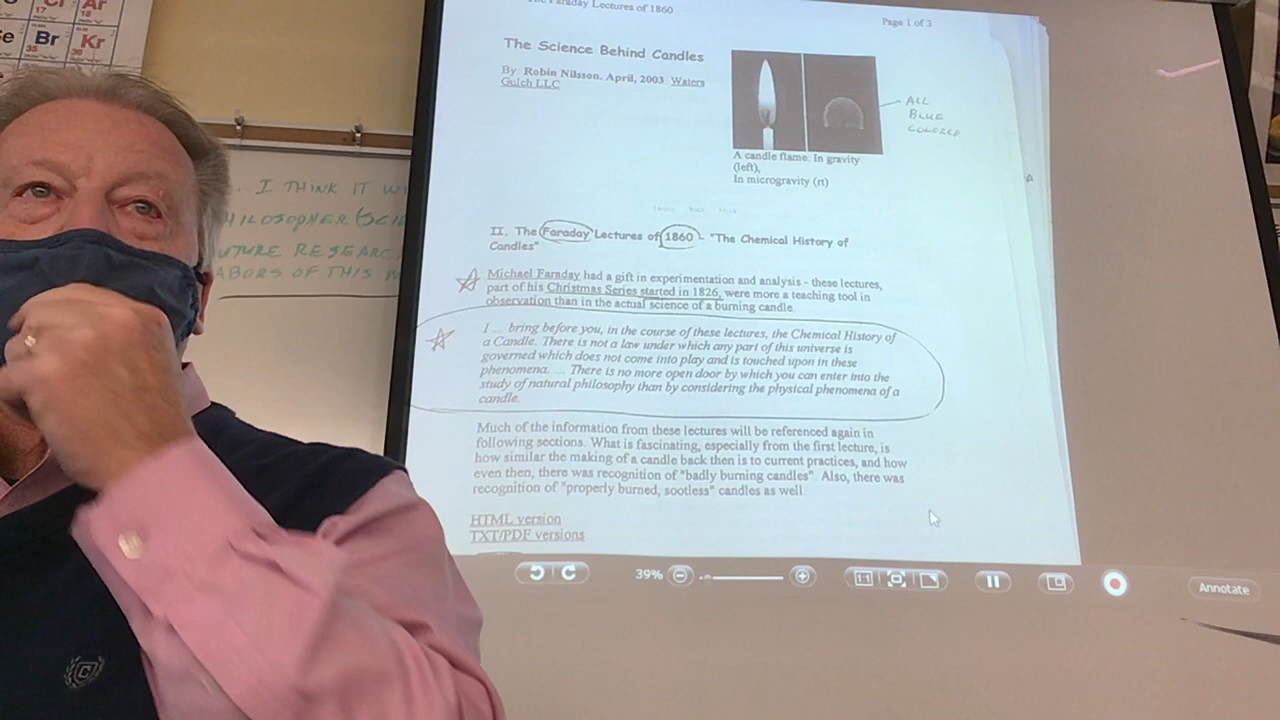 The Faraday Lectures of 1860
Page 1 of 3
Cl
17
Ar
18
Br
35
Kr
36
The Science Behind Candles
By: Robin Nilsson. April, 2003 Waters
Gulch LLC
ALL
BLUE
COLORED
A candle flame: In gravity
(left),
In microgravity (rt)
I THINK IT
FUTURE
OF THIS
II. The Faraday Lectures of 1860 - "The Chemical History of
Candles"
Michael Faraday had a gift in experimentation and analysis - these lectures,
part of his Christmas Series started in 1826, were more a teaching tool in
observation than in the actual science of a burning candle.
I ... bring before you, in the course of these lectures, the Chemical History of
a Candle. There is not a law under which any part of this universe is
governed which does not come into play and is touched upon in these
phenomena. ... There is no more open door by which you can enter into the
study of natural philosophy than by considering the physical phenomena of a
candle.
Much of the information from these lectures will be referenced again in
following sections. What is fascinating, especially from the first lecture, is
how similar the making of a candle back then is to current practices, and how
even then, there was recognition of "badly burning candles". Also, there was
recognition of "properly burned, sootless" candles as well.
HTML version
TXT/PDF versions
39%
1:1
Annotate
C